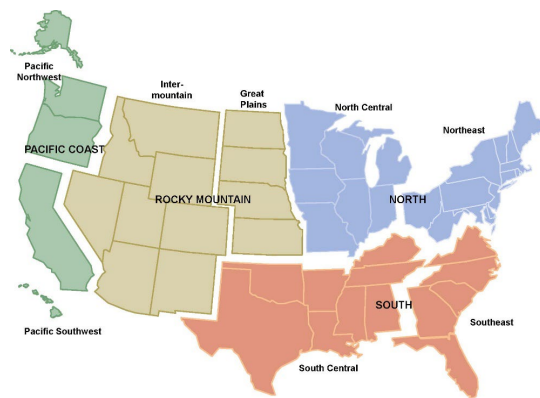 Pacific
Northwest
Inter-
mountain
Great
Plains
North Central
Northeast
PACIFIC COAST
ROCKY MOUNTAIN
NORTH
SOUTH
Pacific Southwest
Southeast
South Central